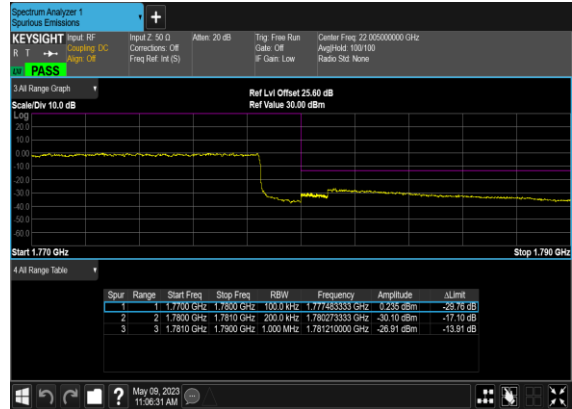 Spectrum Analyzer 1
Spurious Emissions
KEYSIGHT Input: RF Input Z: 50 Ω Atten: 20 dB Trig: Free Run Center Freq: 22.005000000 GHz
R T Coupling: DC Corrections: Off Gate: Off Avg|Hold: 100/100
Align: Off Freq Ref: Int (S) IF Gain: Low Radio Std: None
PASS
3 All Range Graph
Ref Lvl Offset 25.60 dB
Scale/Div 10.0 dB Ref Value 30.00 dBm
Log
20.0
10.0
0.00
-10.0
-20.0
-30.0
-40.0
-50.0
-60.0
Start 1.770 GHz Stop 1.790 GHz
4 All Range Table
Spur Range Start Freq Stop Freq RBW Frequency Amplitude ΔLimit
1 1 1.7700 GHz 1.7800 GHz 100.0 kHz 1.777483333 GHz 0.235 dBm -29.76 dB
2 2 1.7800 GHz 1.7810 GHz 200.0 kHz 1.780273333 GHz -30.10 dBm -17.10 dB
3 3 1.7810 GHz 1.7900 GHz 1.000 MHz 1.781210000 GHz -26.91 dBm -13.91 dB
? May 09, 2023
11:06:31 AM